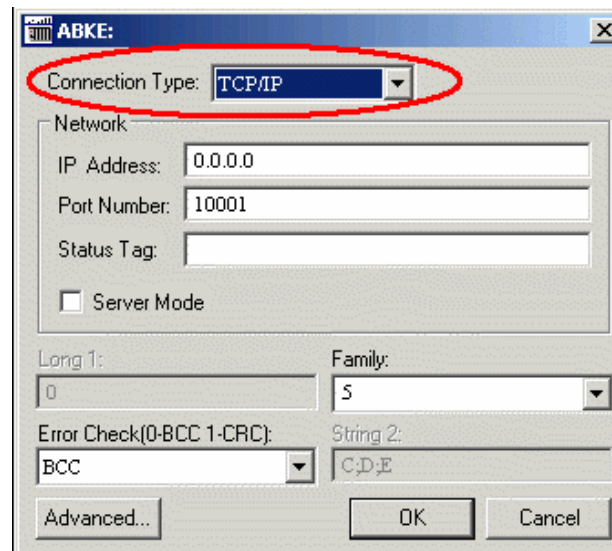 ABKE:
Connection Type: TCP/IP
Network
IP Address: 0.0.0.0
Port Number: 10001
Status Tag:
Server Mode
Long 1: Family:
0 5
Error Check(0-BCC 1-CRC): String 2:
BCC C;D;E
Advanced... OK Cancel